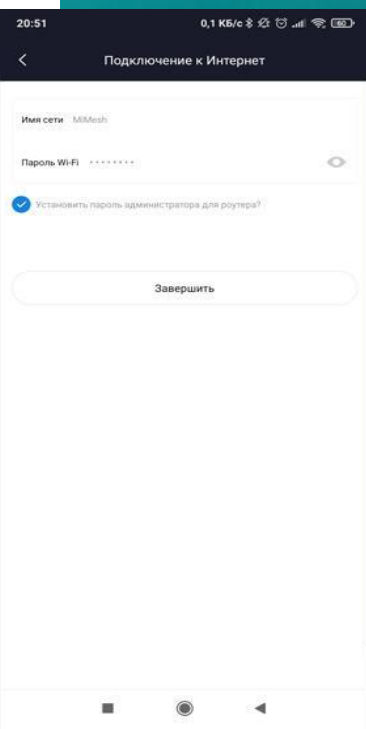 20:51 0,1 КБ/с 60
Подключение к Интернет
Имя сети MiMesh
Пароль Wi-Fi ········
Установить пароль администратора для роутера?
Завершить